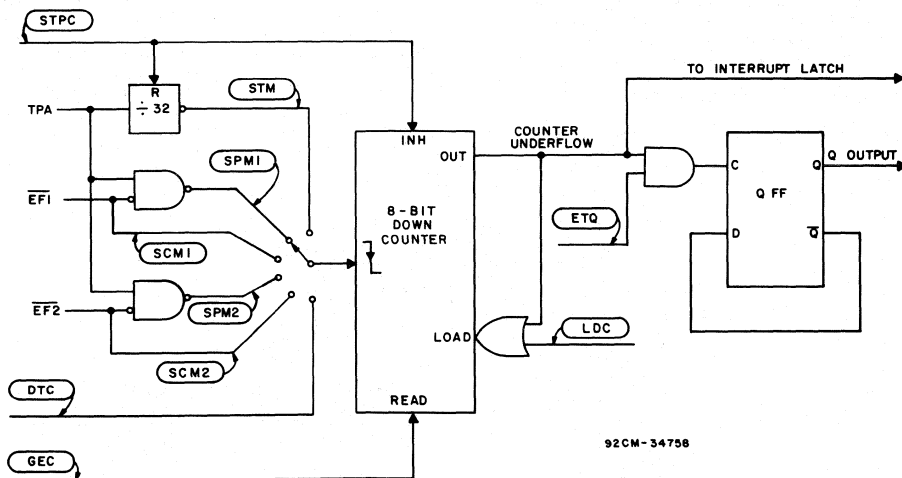 STPC
TO INTERRUPT LATCH
R
STM
TPA
÷ 32
INH
COUNTER
UNDERFLOW
OUT
SPM1
C
Q
Q OUTPUT
EF1
8-BIT
DOWN
COUNTER
Q FF
ETQ
SCM1
D
Q
EF2
SPM2
LOAD
LDC
SCM2
DTC
READ
GEC
92CM-34758